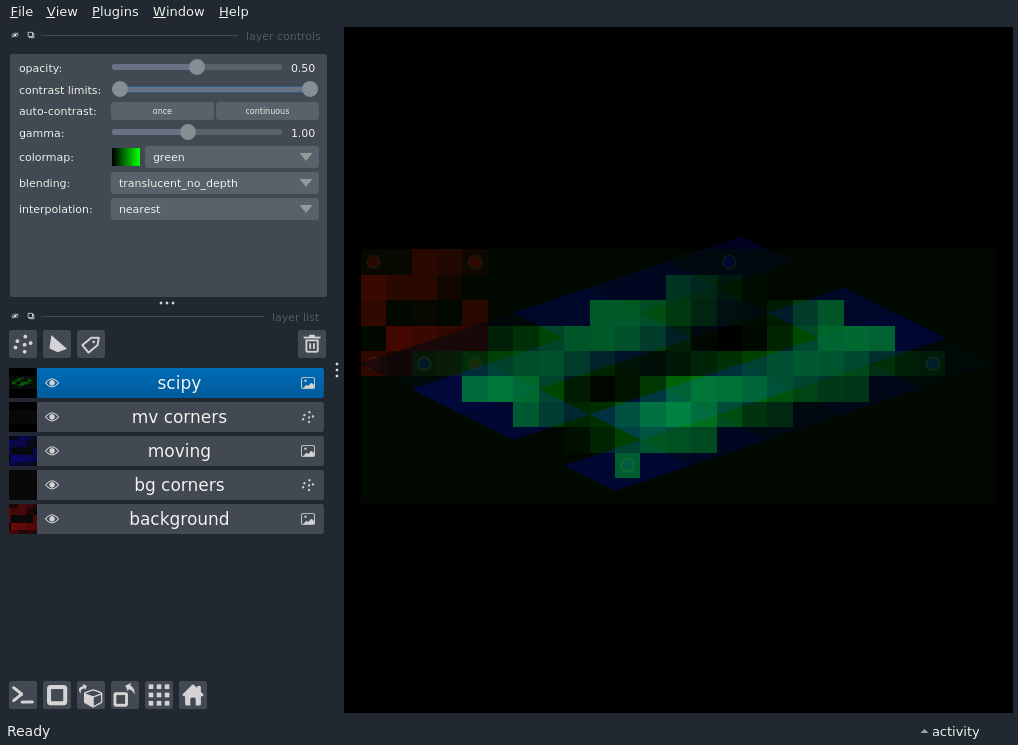 File View Plugins Window Help
layer controls
opacity: 0.50
contrast limits:
auto-contrast: once continuous
gamma: 1.00
colormap: green
blending: translucent_no_depth
interpolation: nearest
layer list
scipy
mv corners
moving
bg corners
background
Ready activity